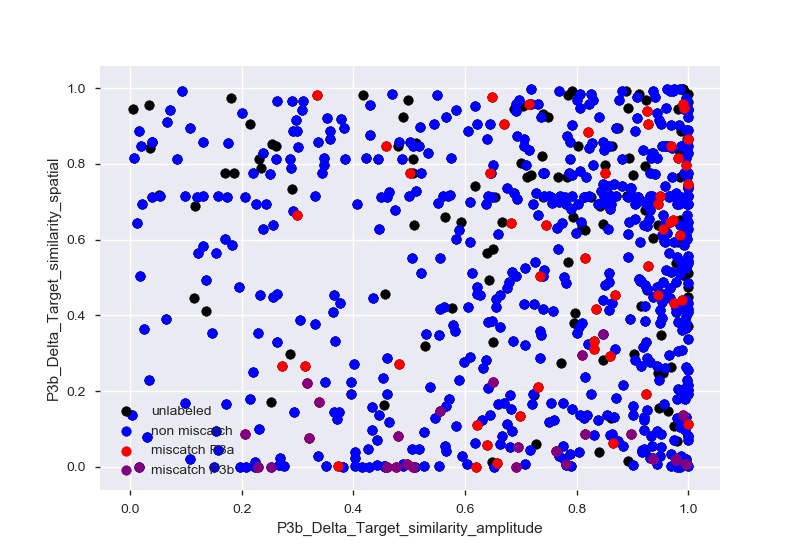 1.0
0.8
0.6
0.4
0.2
0.0
P3b_Delta_Target_similarity_spatial
unlabeled
non miscatch
miscatch P3a
miscatch P3b
0.0 0.2 0.4 0.6 0.8 1.0
P3b_Delta_Target_similarity_amplitude